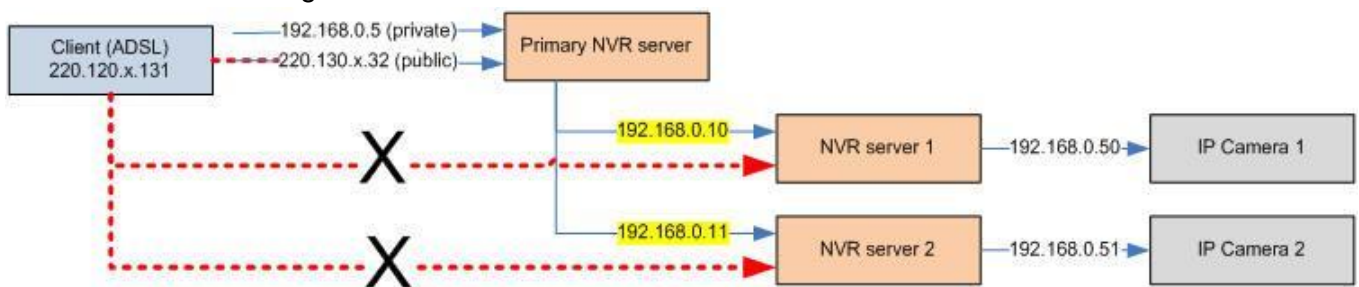 192.168.0.5 (private)
Client (ADSL)
220.120.x.131
Primary NVR server
220.130.x.32 (public)
192.168.0.10
NVR server 1
192.168.0.50
IP Camera 1
X
192.168.0.11
NVR server 2
192.168.0.51
IP Camera 2
X